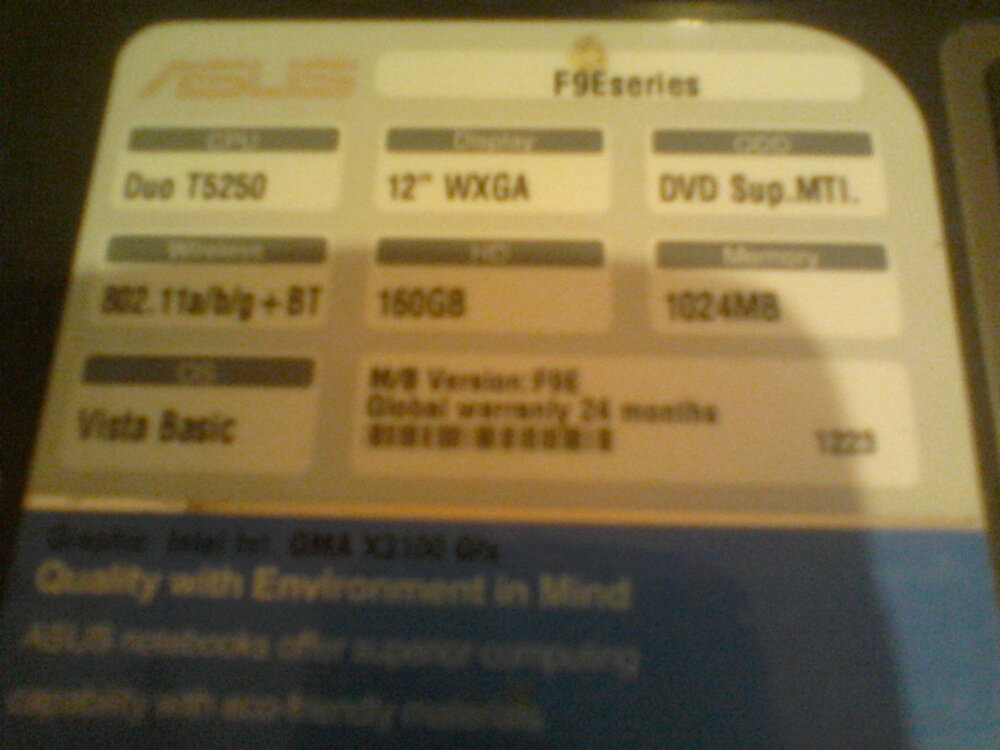 ASUS
F9Eseries
CPU
Display
ODD
Duo T5250
12" WXGA
DVD Sup.MTI.
Wireless
HD
Memory
802.11a/b/g+BT
160GB
1024MB
OS
Vista Basic
M/B Version:F9E
Global warranly 24 months
1223
Graphic: Intel Int. GMA X3100 Gfx
Quality with Environment in Mind
ASUS notebooks offer superior computing
capability with eco-friendly materials.